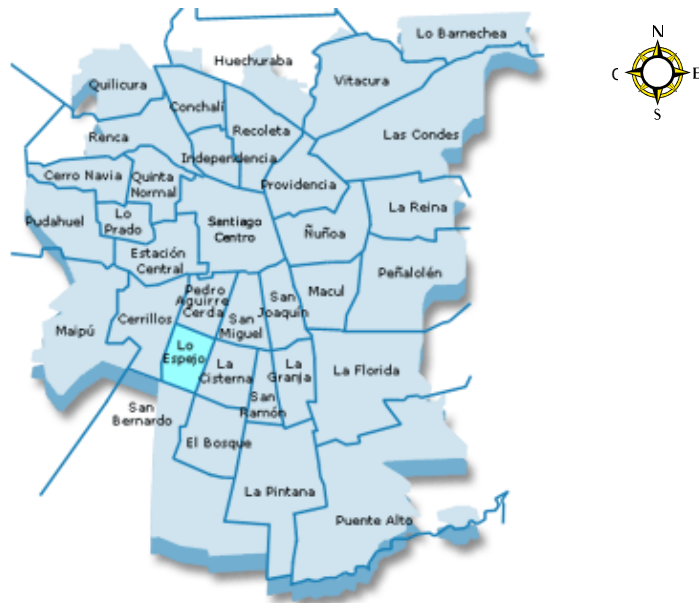 Lo Barnechea
N
Huechuraba
Vitacura
O
E
Quilicura
S
Conchalí
Recoleta
Las Condes
Renca
Independencia
Cerro Navia
Quinta
Normal
Providencia
Pudahuel
Lo
Prado
Santiago
Centro
La Reina
Ñuñoa
Estación
Central
Peñalolén
Pedro
Aguirre
Cerda
San
Joaquín
Macul
Maipú
Cerrillos
San
Miguel
Lo
Espejo
La
Cisterna
La
Granja
La Florida
San
Ramón
San
Bernardo
El Bosque
La Pintana
Puente Alto